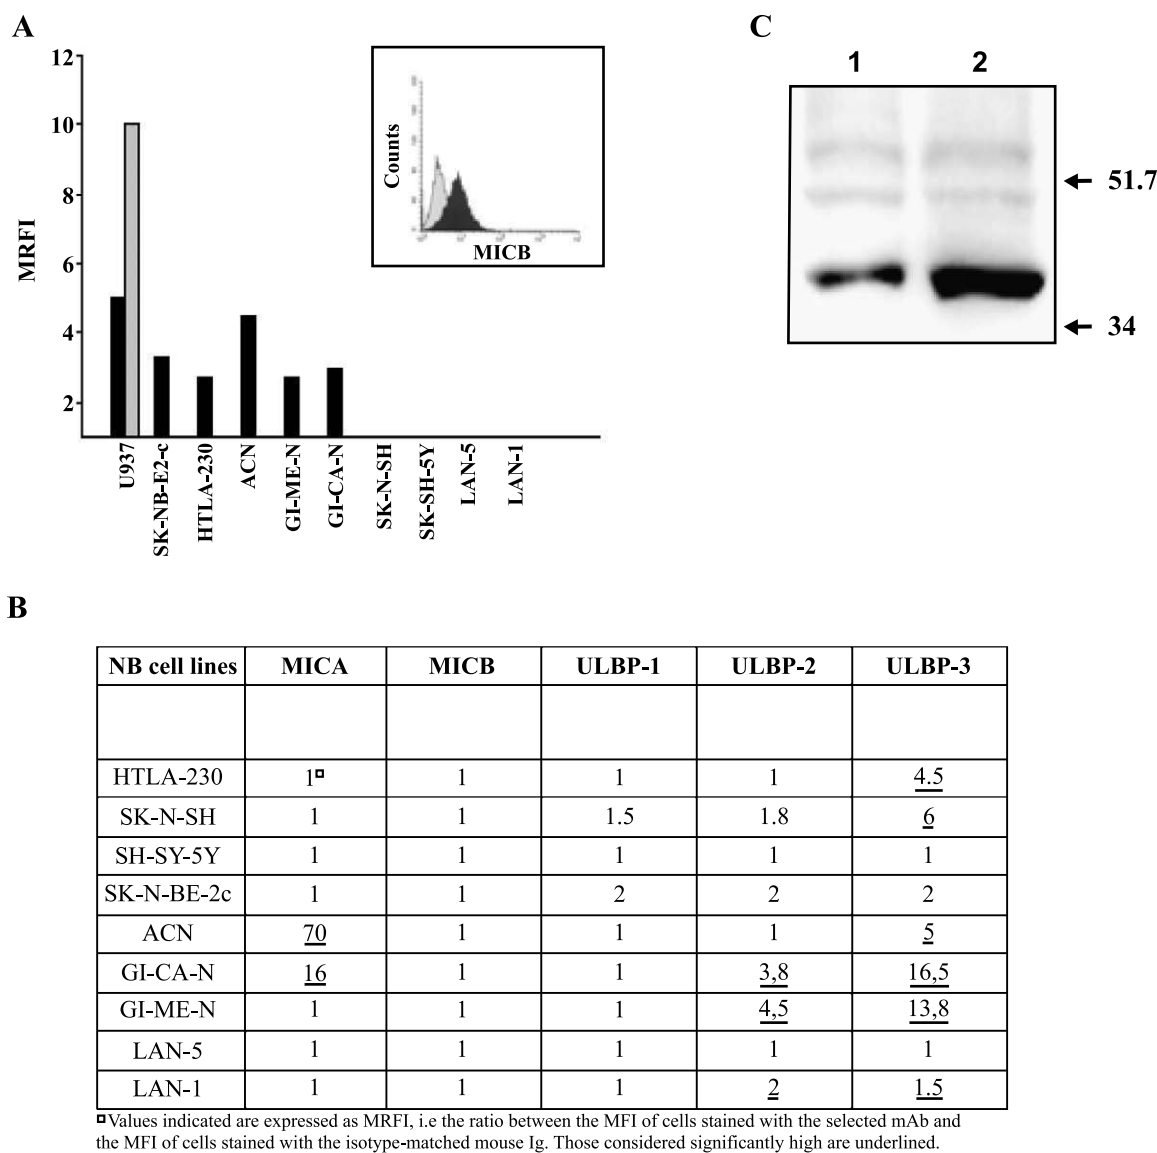 A
12
10
8
6
4
2
MRFI
U937
SK-NB-E2-c
HTLA-230
ACN
GI-ME-N
GI-CA-N
SK-N-SH
SK-SH-5Y
LAN-5
LAN-1
Counts
MICB
C
1 2
51.7
34
B
NB cell lines MICA MICB ULBP-1 ULBP-2 ULBP-3
HTLA-230 1¤ 1 1 1 4.5
SK-N-SH 1 1 1.5 1.8 6
SH-SY-5Y 1 1 1 1 1
SK-N-BE-2c 1 1 2 2 2
ACN 70 1 1 1 5
GI-CA-N 16 1 1 3,8 16,5
GI-ME-N 1 1 1 4,5 13,8
LAN-5 1 1 1 1 1
LAN-1 1 1 1 2 1.5
¤Values indicated are expressed as MRFI, i.e the ratio between the MFI of cells stained with the selected mAb and
the MFI of cells stained with the isotype-matched mouse Ig. Those considered significantly high are underlined.